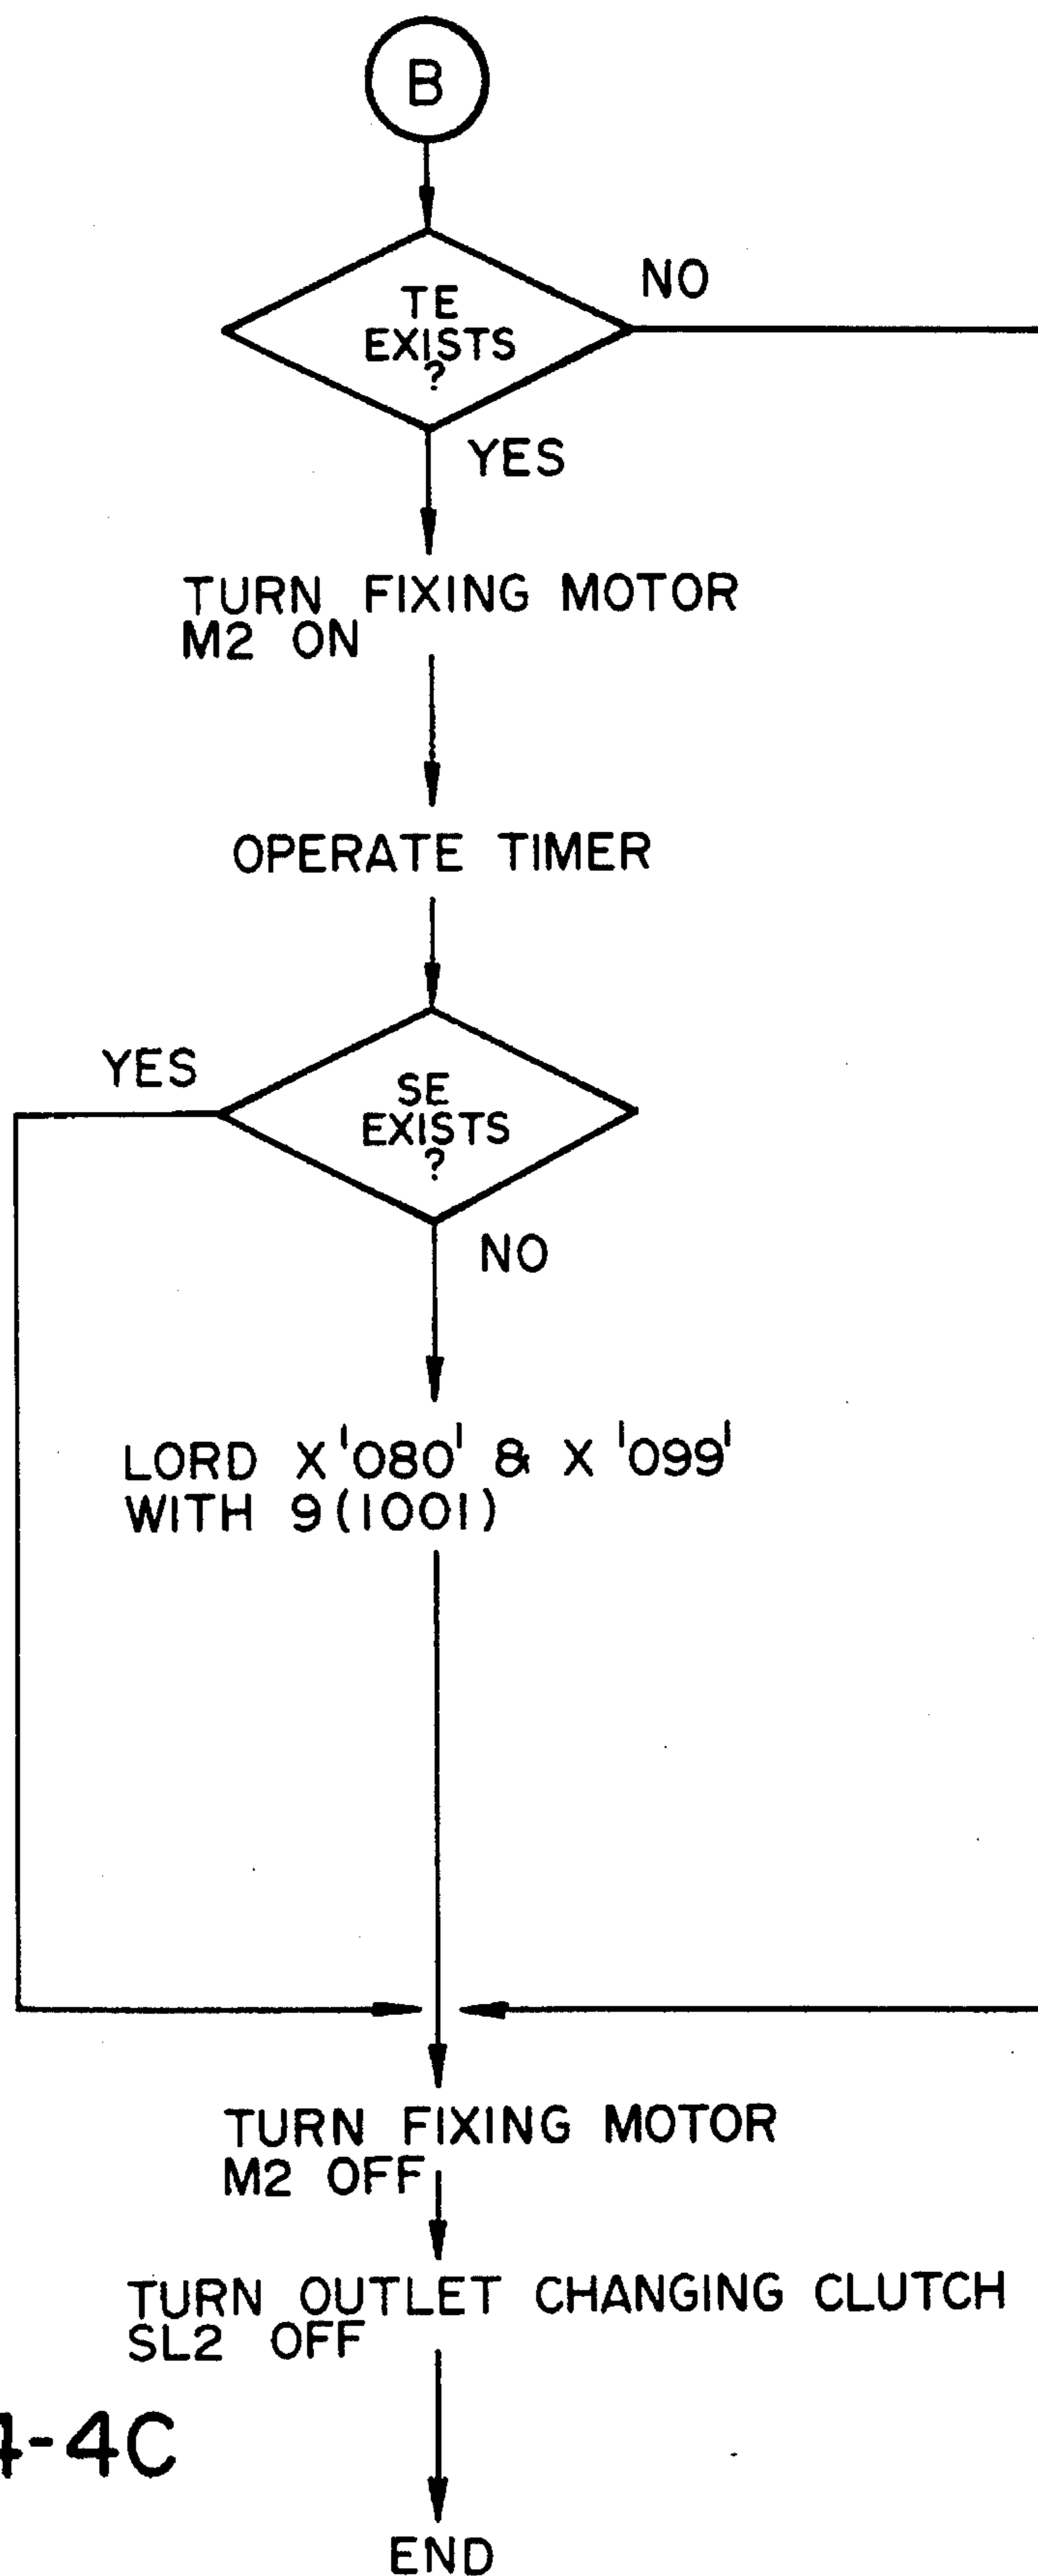 B
TE
EXISTS
?
NO
YES
TURN FIXING MOTOR
M2 ON
OPERATE TIMER
YES
SE
EXISTS
?
NO
LORD X'080' & X'099'
WITH 9(1001)
TURN FIXING MOTOR
M2 OFF
TURN OUTLET CHANGING CLUTCH
SL2 OFF
4-4C
END